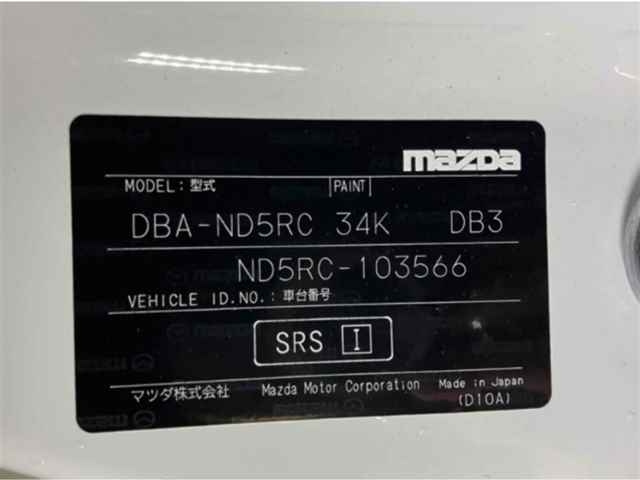 mazda
MODEL:型式 PAINT
DBA-ND5RC 34K DB3
ND5RC-103566
VEHICLE ID.NO.:車台番号
SRS I
マツダ株式会社 Mazda Motor Corporation Made in Japan
(D10A)